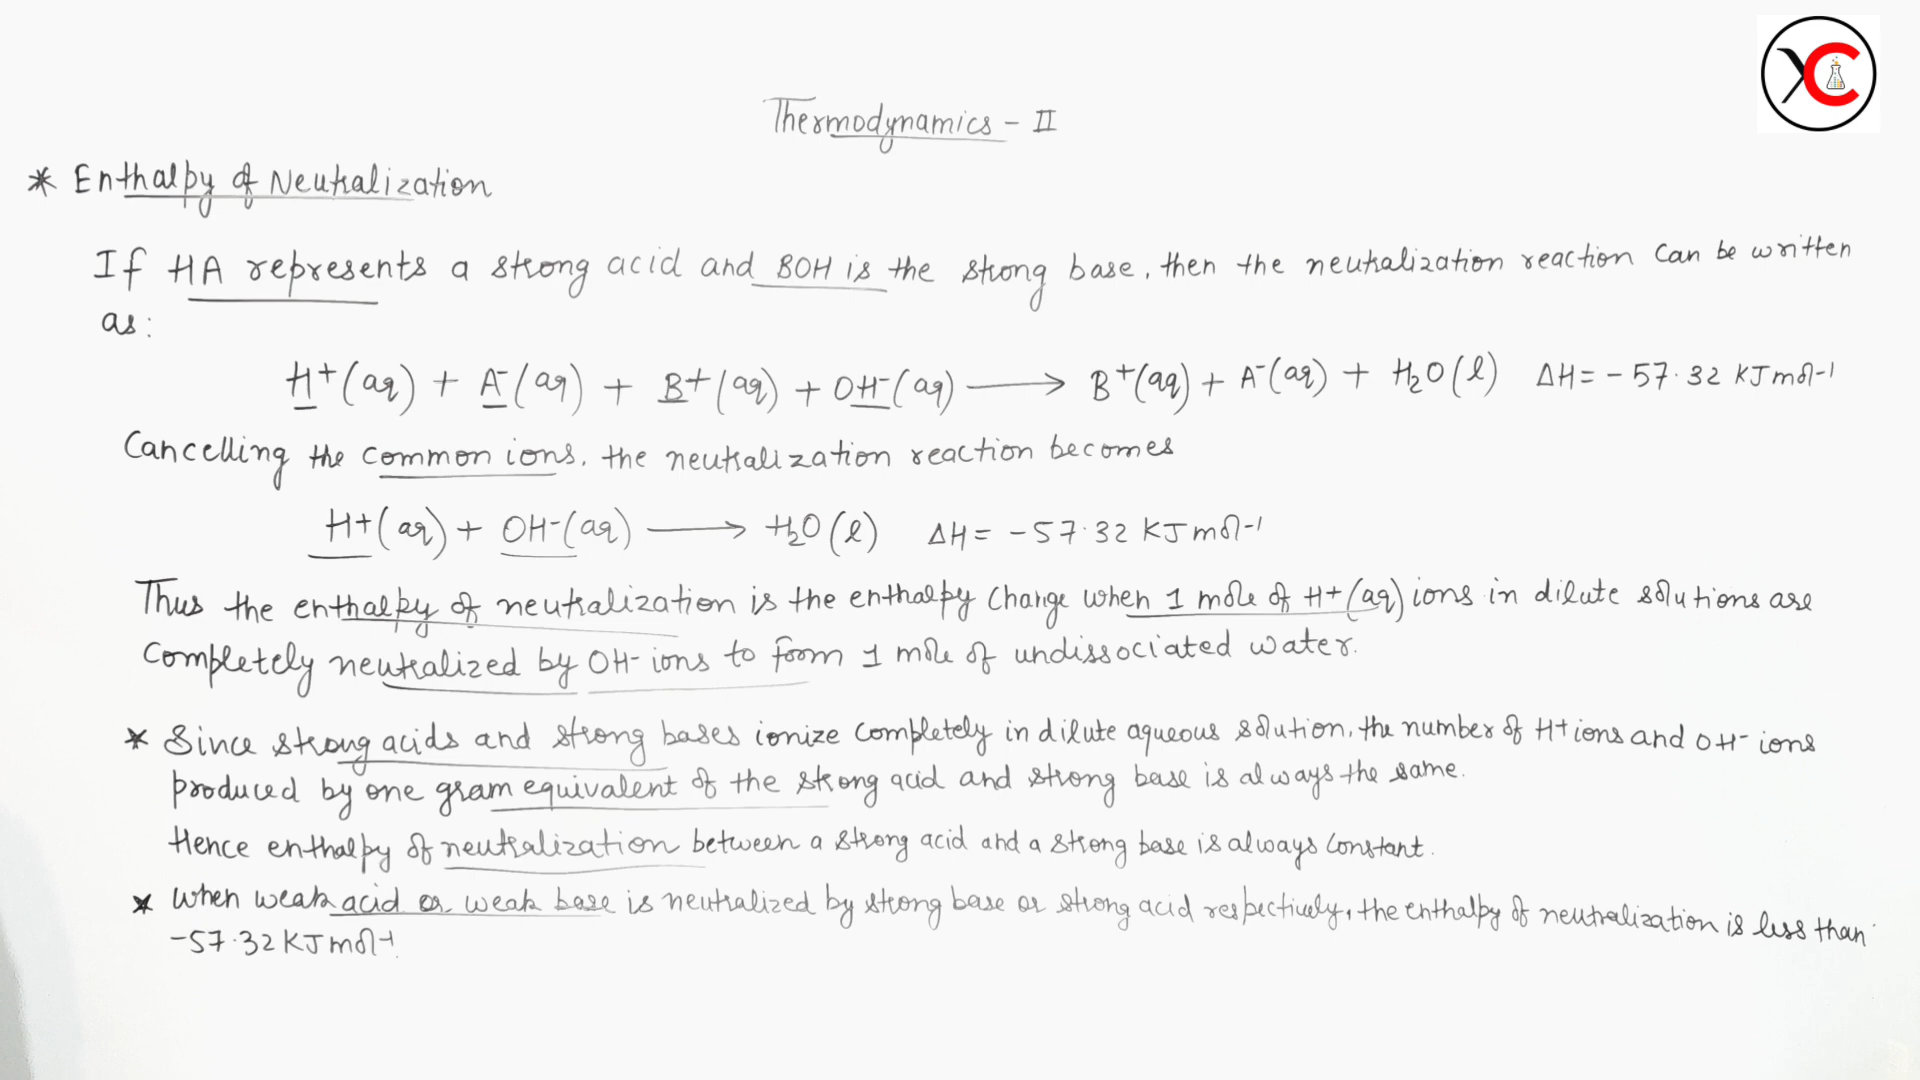 Thermodynamics - II
* Enthalpy of Neutralization
If HA represents a strong acid and BOH is the strong base, then the neutralization reaction can be written
as:
H+(aq) + A-(aq) + B+(aq) + OH-(aq) ⟶ B+(aq) + A-(aq) + H₂O(l) ΔH = -57.32 KJ mol-1
Cancelling the common ions, the neutralization reaction becomes
H+(aq) + OH-(aq) ⟶ H₂O(l) ΔH = -57.32 KJ mol-1
Thus the enthalpy of neutralization is the enthalpy change when 1 mole of H+(aq) ions in dilute solutions are
completely neutralized by OH- ions to form 1 mole of undissociated water.
* Since strong acids and strong bases ionize completely in dilute aqueous solution, the number of H+ ions and OH- ions
produced by one gram equivalent of the strong acid and strong base is always the same.
Hence enthalpy of neutralization between a strong acid and a strong base is always constant.
* When weak acid or weak base is neutralized by strong base or strong acid respectively, the enthalpy of neutralization is less than
-57.32 KJ mol-1.